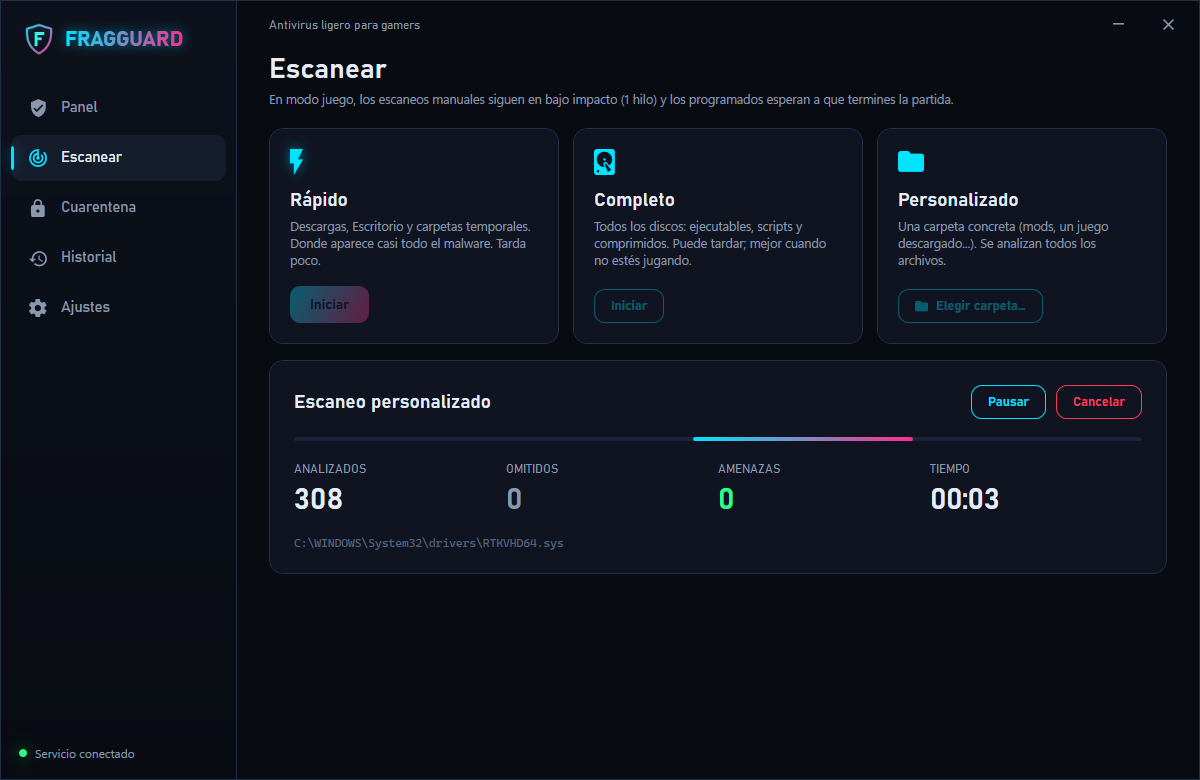 FRAGGUARD
Antivirus ligero para gamers
Panel
Escanear
Cuarentena
Historial
Ajustes
Servicio conectado
Escanear
En modo juego, los escaneos manuales siguen en bajo impacto (1 hilo) y los programados esperan a que termines la partida.
Rápido
Descargas, Escritorio y carpetas temporales.
Donde aparece casi todo el malware. Tarda
poco.
Iniciar
Completo
Todos los discos: ejecutables, scripts y
comprimidos. Puede tardar; mejor cuando
no estés jugando.
Iniciar
Personalizado
Una carpeta concreta (mods, un juego
descargado...). Se analizan todos los
archivos.
Elegir carpeta...
Escaneo personalizado
Pausar
Cancelar
ANALIZADOS
308
OMITIDOS
0
AMENAZAS
0
TIEMPO
00:03
C:\WINDOWS\System32\drivers\RTKVHD64.sys